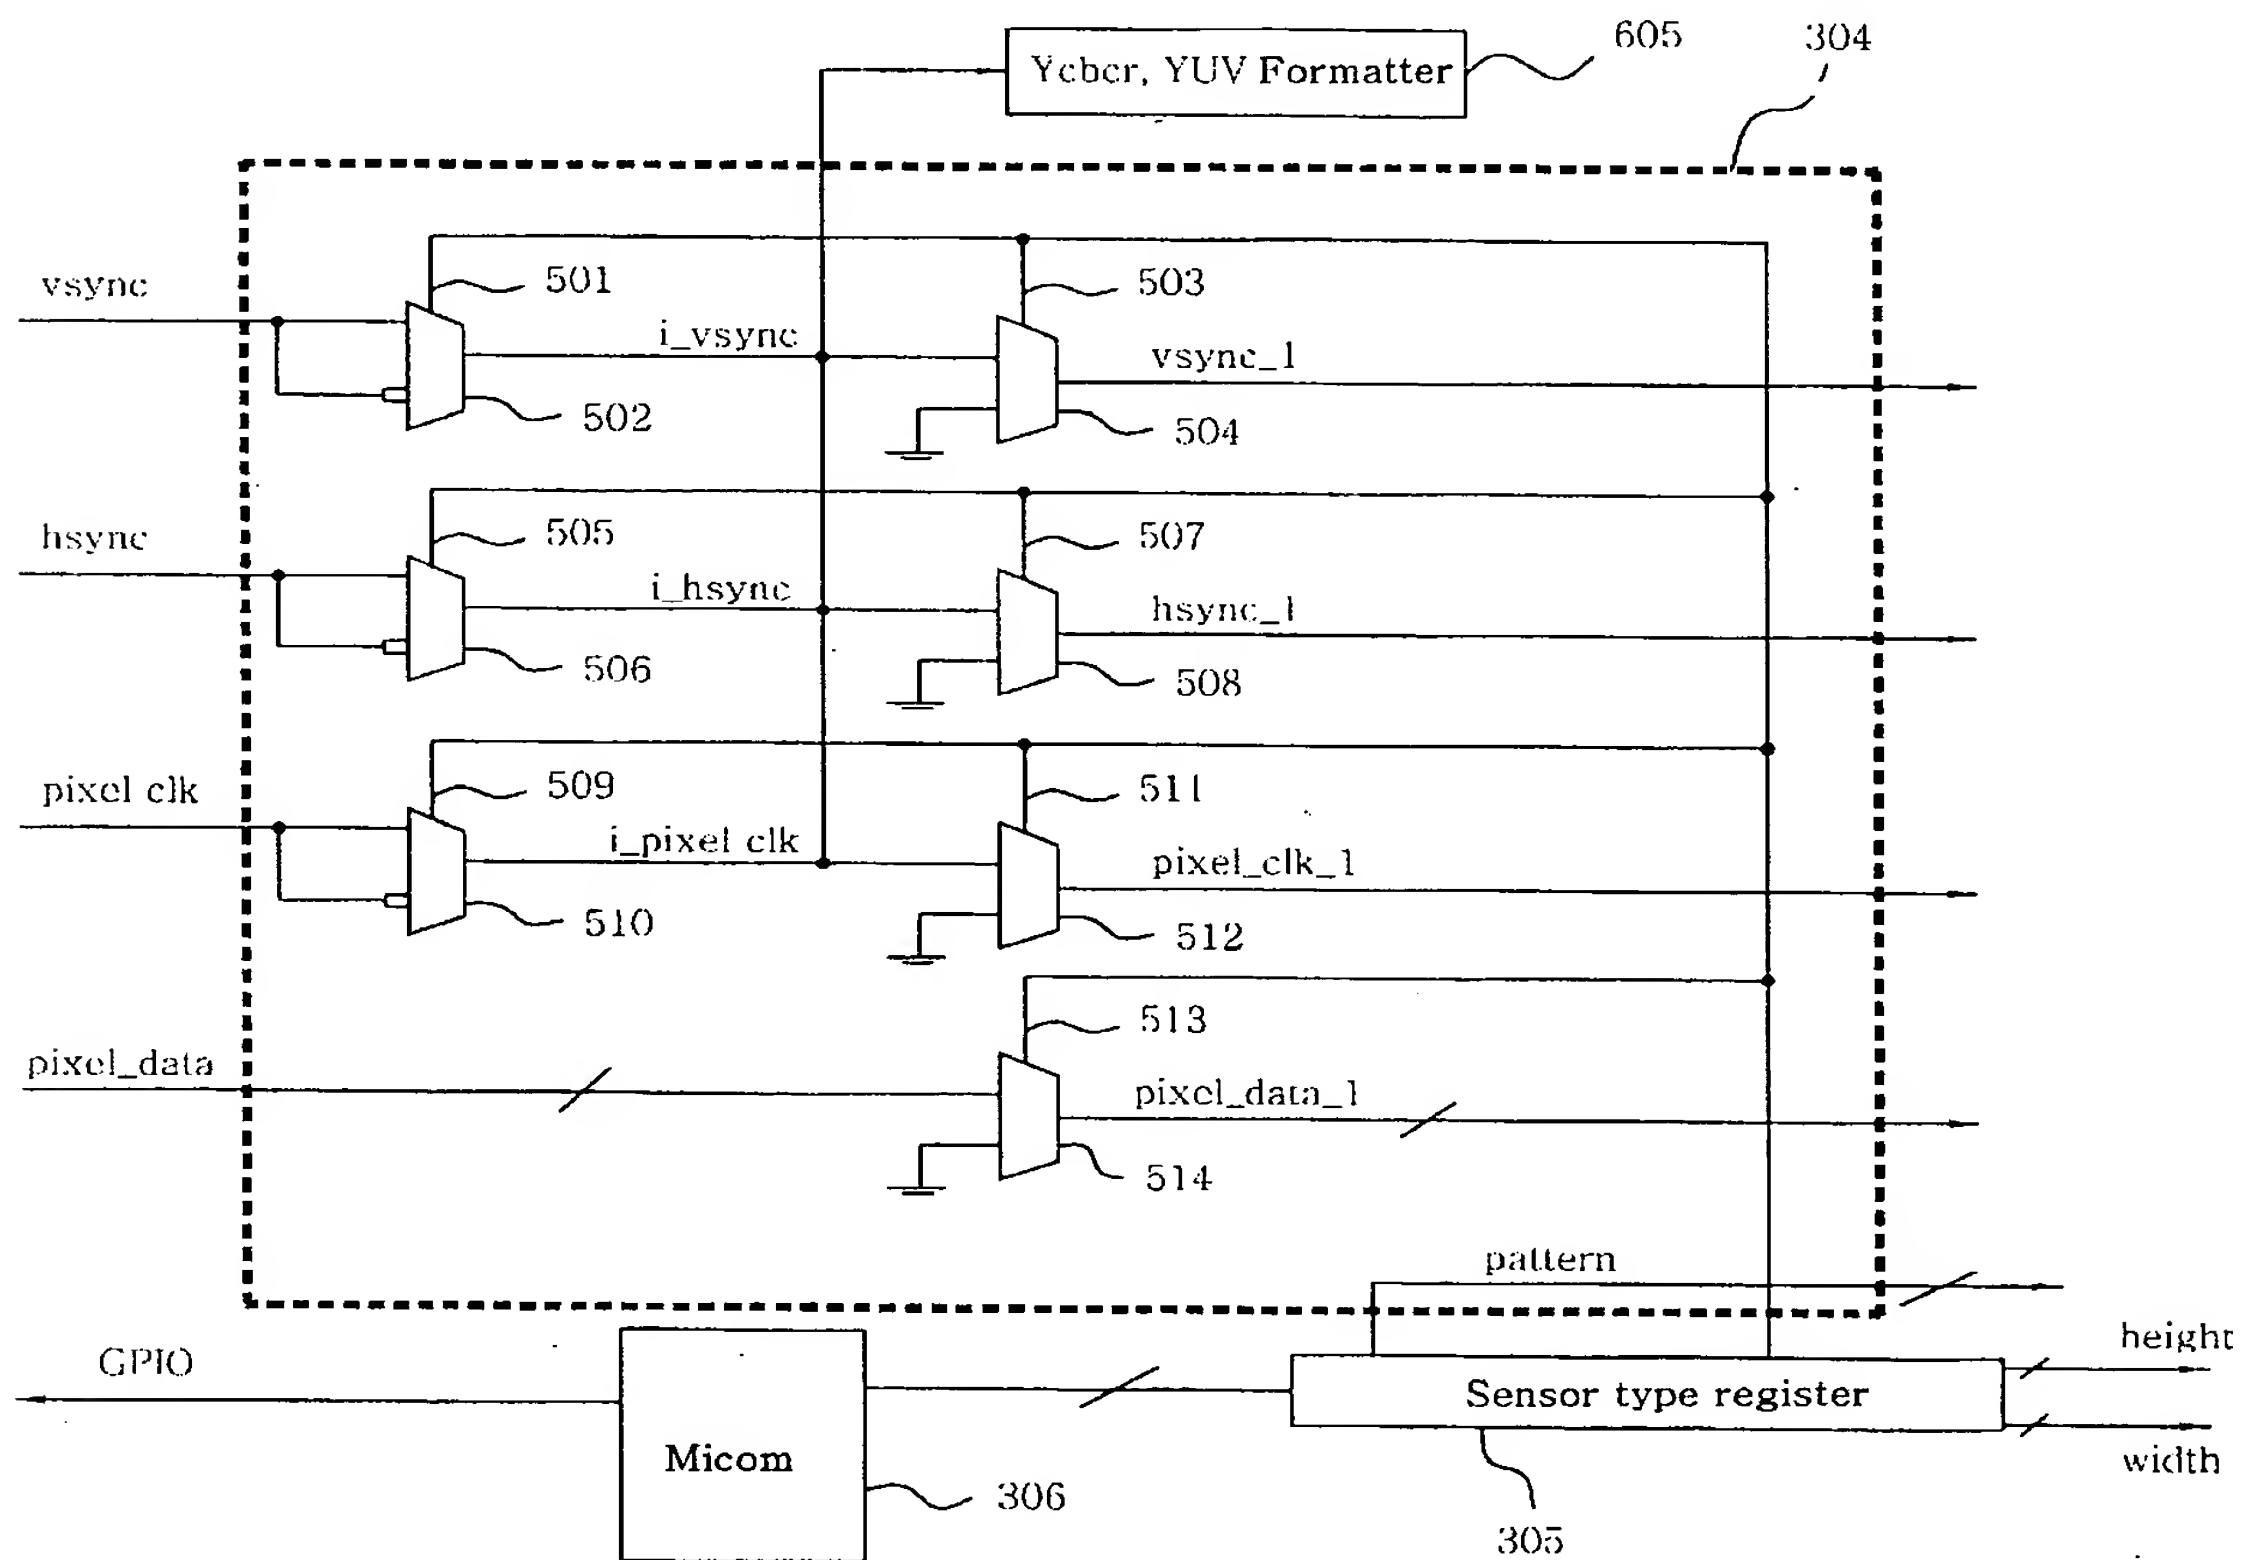 605
304
Ycbcr, YUV Formatter
vsync
501
503
i_vsync
vsync_1
502
504
hsync
505
507
i_hsync
hsync_1
506
508
pixel clk
509
511
i_pixel clk
pixel_clk_1
510
512
513
pixel_data
pixel_data_1
514
pattern
height
GPIO
Sensor type register
Micom
width
306
305